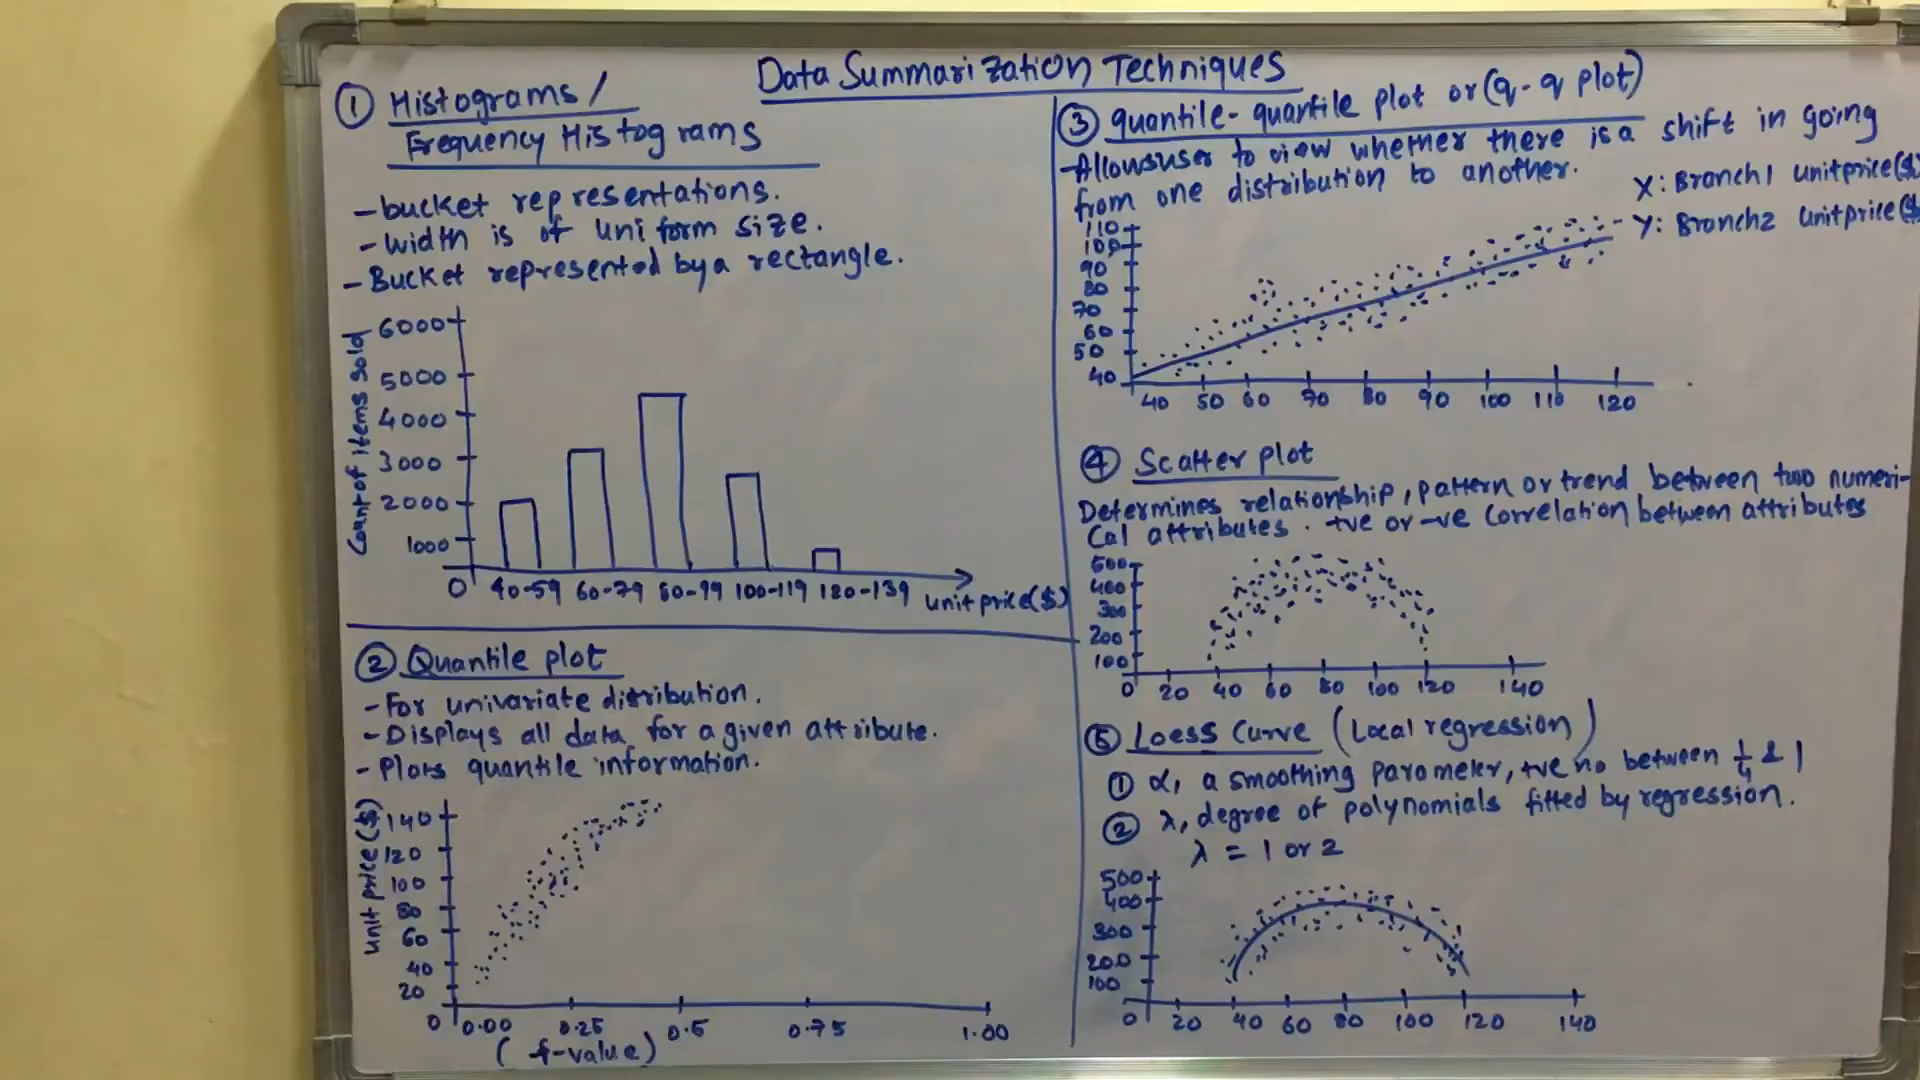 Data Summarization Techniques
① Histograms /
Frequency Histograms
- bucket representations.
- width is of uniform size.
- Bucket represented by a rectangle.
Count of items sold
6000
5000
4000
3000
2000
1000
0 40-59 60-79 80-99 100-119 120-139 unit price($)
② Quantile plot
- For univariate distribution.
- Displays all data for a given attribute.
- Plots quantile information.
unit price($)
140
120
100
80
60
40
20
0 0.00 0.25 0.5 0.75 1.00
(f-value)
③ quantile-quantile plot or (q-q plot)
- Allows user to view whether there is a shift in going
from one distribution to another.
X: Branch1 unitprice($)
Y: Branch2 unitprice($
110
100
90
80
70
60
50
40
40 50 60 70 80 90 100 110 120
④ Scatter plot
Determines relationship, pattern or trend between two numeri-
cal attributes. +ve or -ve correlation between attributes
500
400
300
200
100
0 20 40 60 80 100 120 140
⑤ Loess Curve (Local regression)
① α, a smoothing parameter, +ve no between 1/4 & 1
② λ, degree of polynomials fitted by regression.
λ = 1 or 2
500
400
300
200
100
0 20 40 60 80 100 120 140